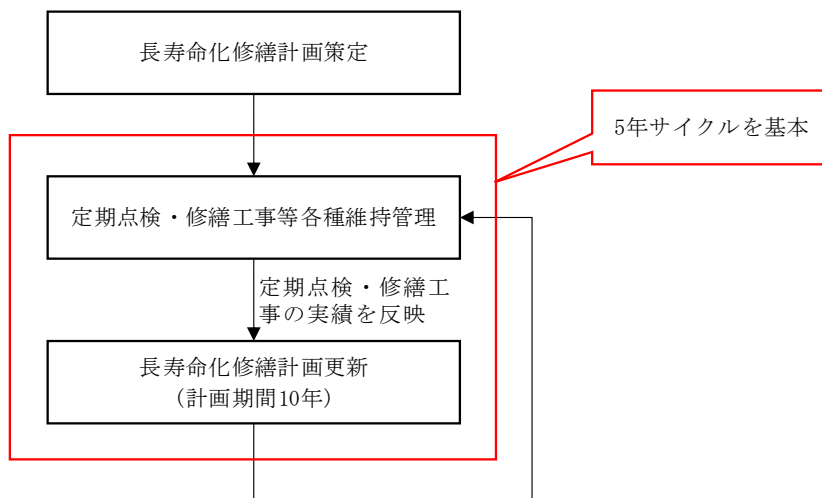 長寿命化修繕計画策定
5年サイクルを基本
定期点検・修繕工事等各種維持管理
定期点検・修繕工
事の実績を反映
長寿命化修繕計画更新
（計画期間10年）